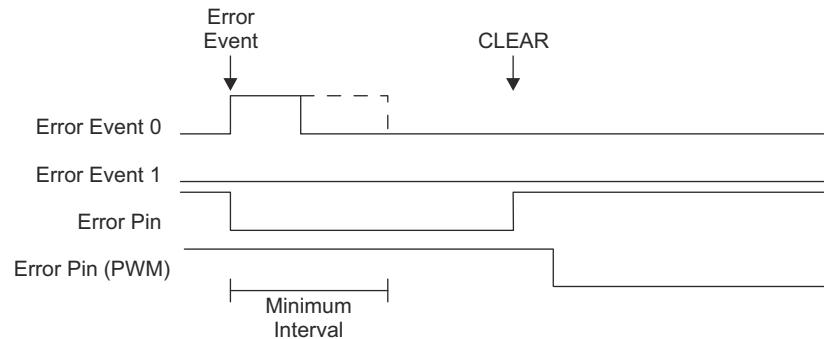 Error
Event
CLEAR
Error Event 0
Error Event 1
Error Pin
Error Pin (PWM)
Minimum
Interval